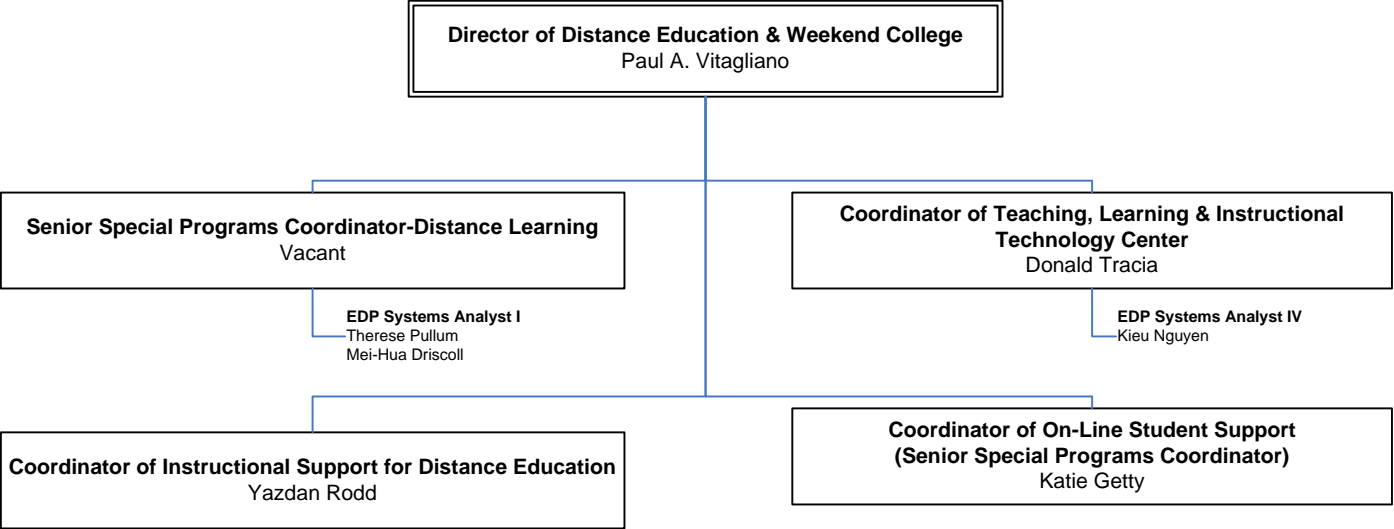 Director of Distance Education & Weekend College
Paul A. Vitagliano
Senior Special Programs Coordinator-Distance Learning
Vacant
Coordinator of Teaching, Learning & Instructional
Technology Center
Donald Tracia
EDP Systems Analyst I
Therese Pullum
Mei-Hua Driscoll
EDP Systems Analyst IV
Kieu Nguyen
Coordinator of Instructional Support for Distance Education
Yazdan Rodd
Coordinator of On-Line Student Support
(Senior Special Programs Coordinator)
Katie Getty